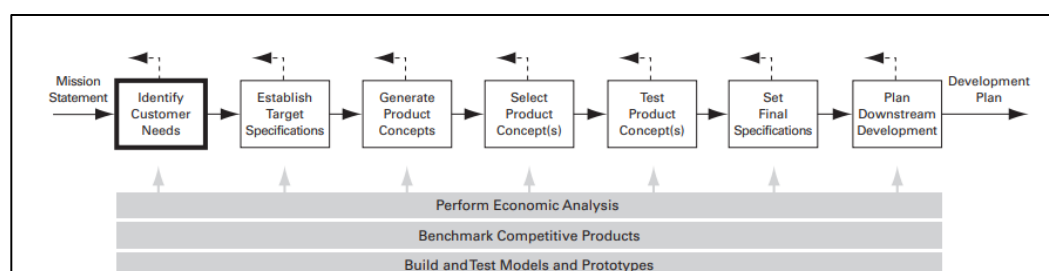 Mission
Statement
Identify
Customer
Needs
Establish
Target
Specifications
Generate
Product
Concepts
Select
Product
Concept(s)
Test
Product
Concept(s)
Set
Final
Specifications
Plan
Downstream
Development
Development
Plan
Perform Economic Analysis
Benchmark Competitive Products
Build and Test Models and Prototypes